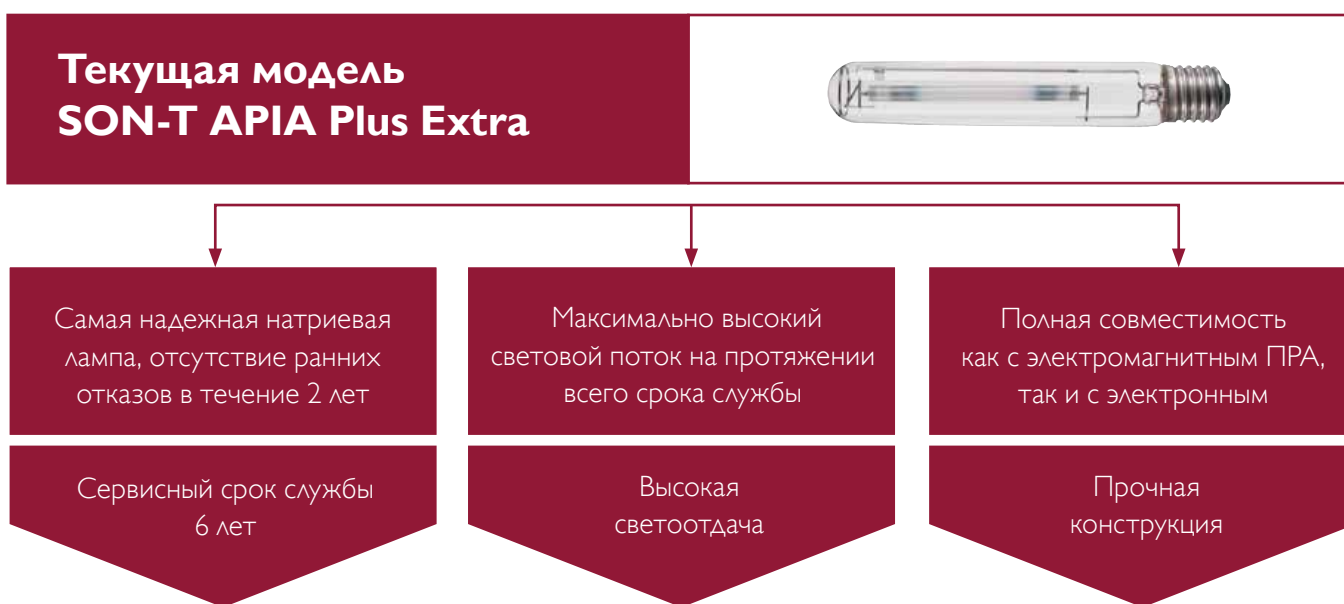 Текущая модель
SON-T APIA Plus Extra
Самая надежная натриевая
лампа, отсутствие ранних
отказов в течение 2 лет
Максимально высокий
световой поток на протяжении
всего срока службы
Полная совместимость
как с электромагнитным ПРА,
так и с электронным
Сервисный срок службы
6 лет
Высокая
светоотдача
Прочная
конструкция